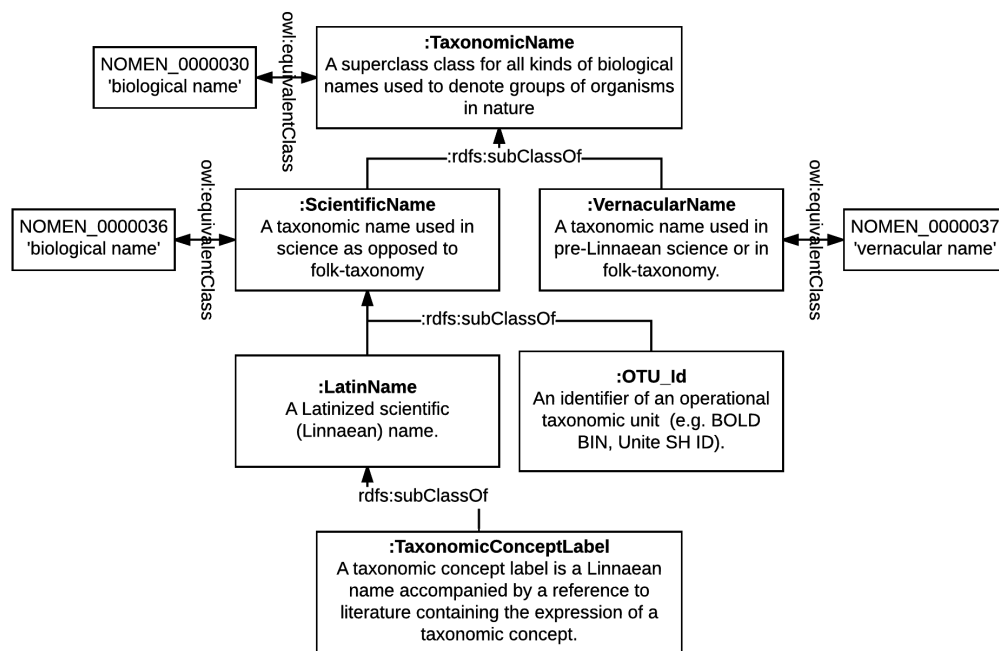 :TaxonomicName
A superclass class for all kinds of biological
names used to denote groups of organisms
in nature
NOMEN_0000030
'biological name'
owl:equivalentClass
:rdfs:subClassOf
NOMEN_0000036
'biological name'
owl:equivalentClass
:ScientificName
A taxonomic name used in
science as opposed to
folk-taxonomy
:VernacularName
A taxonomic name used in
pre-Linnaean science or in
folk-taxonomy.
owl:equivalentClass
NOMEN_0000037
'vernacular name'
:rdfs:subClassOf
:LatinName
A Latinized scientific
(Linnaean) name.
:OTU_Id
An identifier of an operational
taxonomic unit (e.g. BOLD
BIN, Unite SH ID).
rdfs:subClassOf
:TaxonomicConceptLabel
A taxonomic concept label is a Linnaean
name accompanied by a reference to
literature containing the expression of a
taxonomic concept.